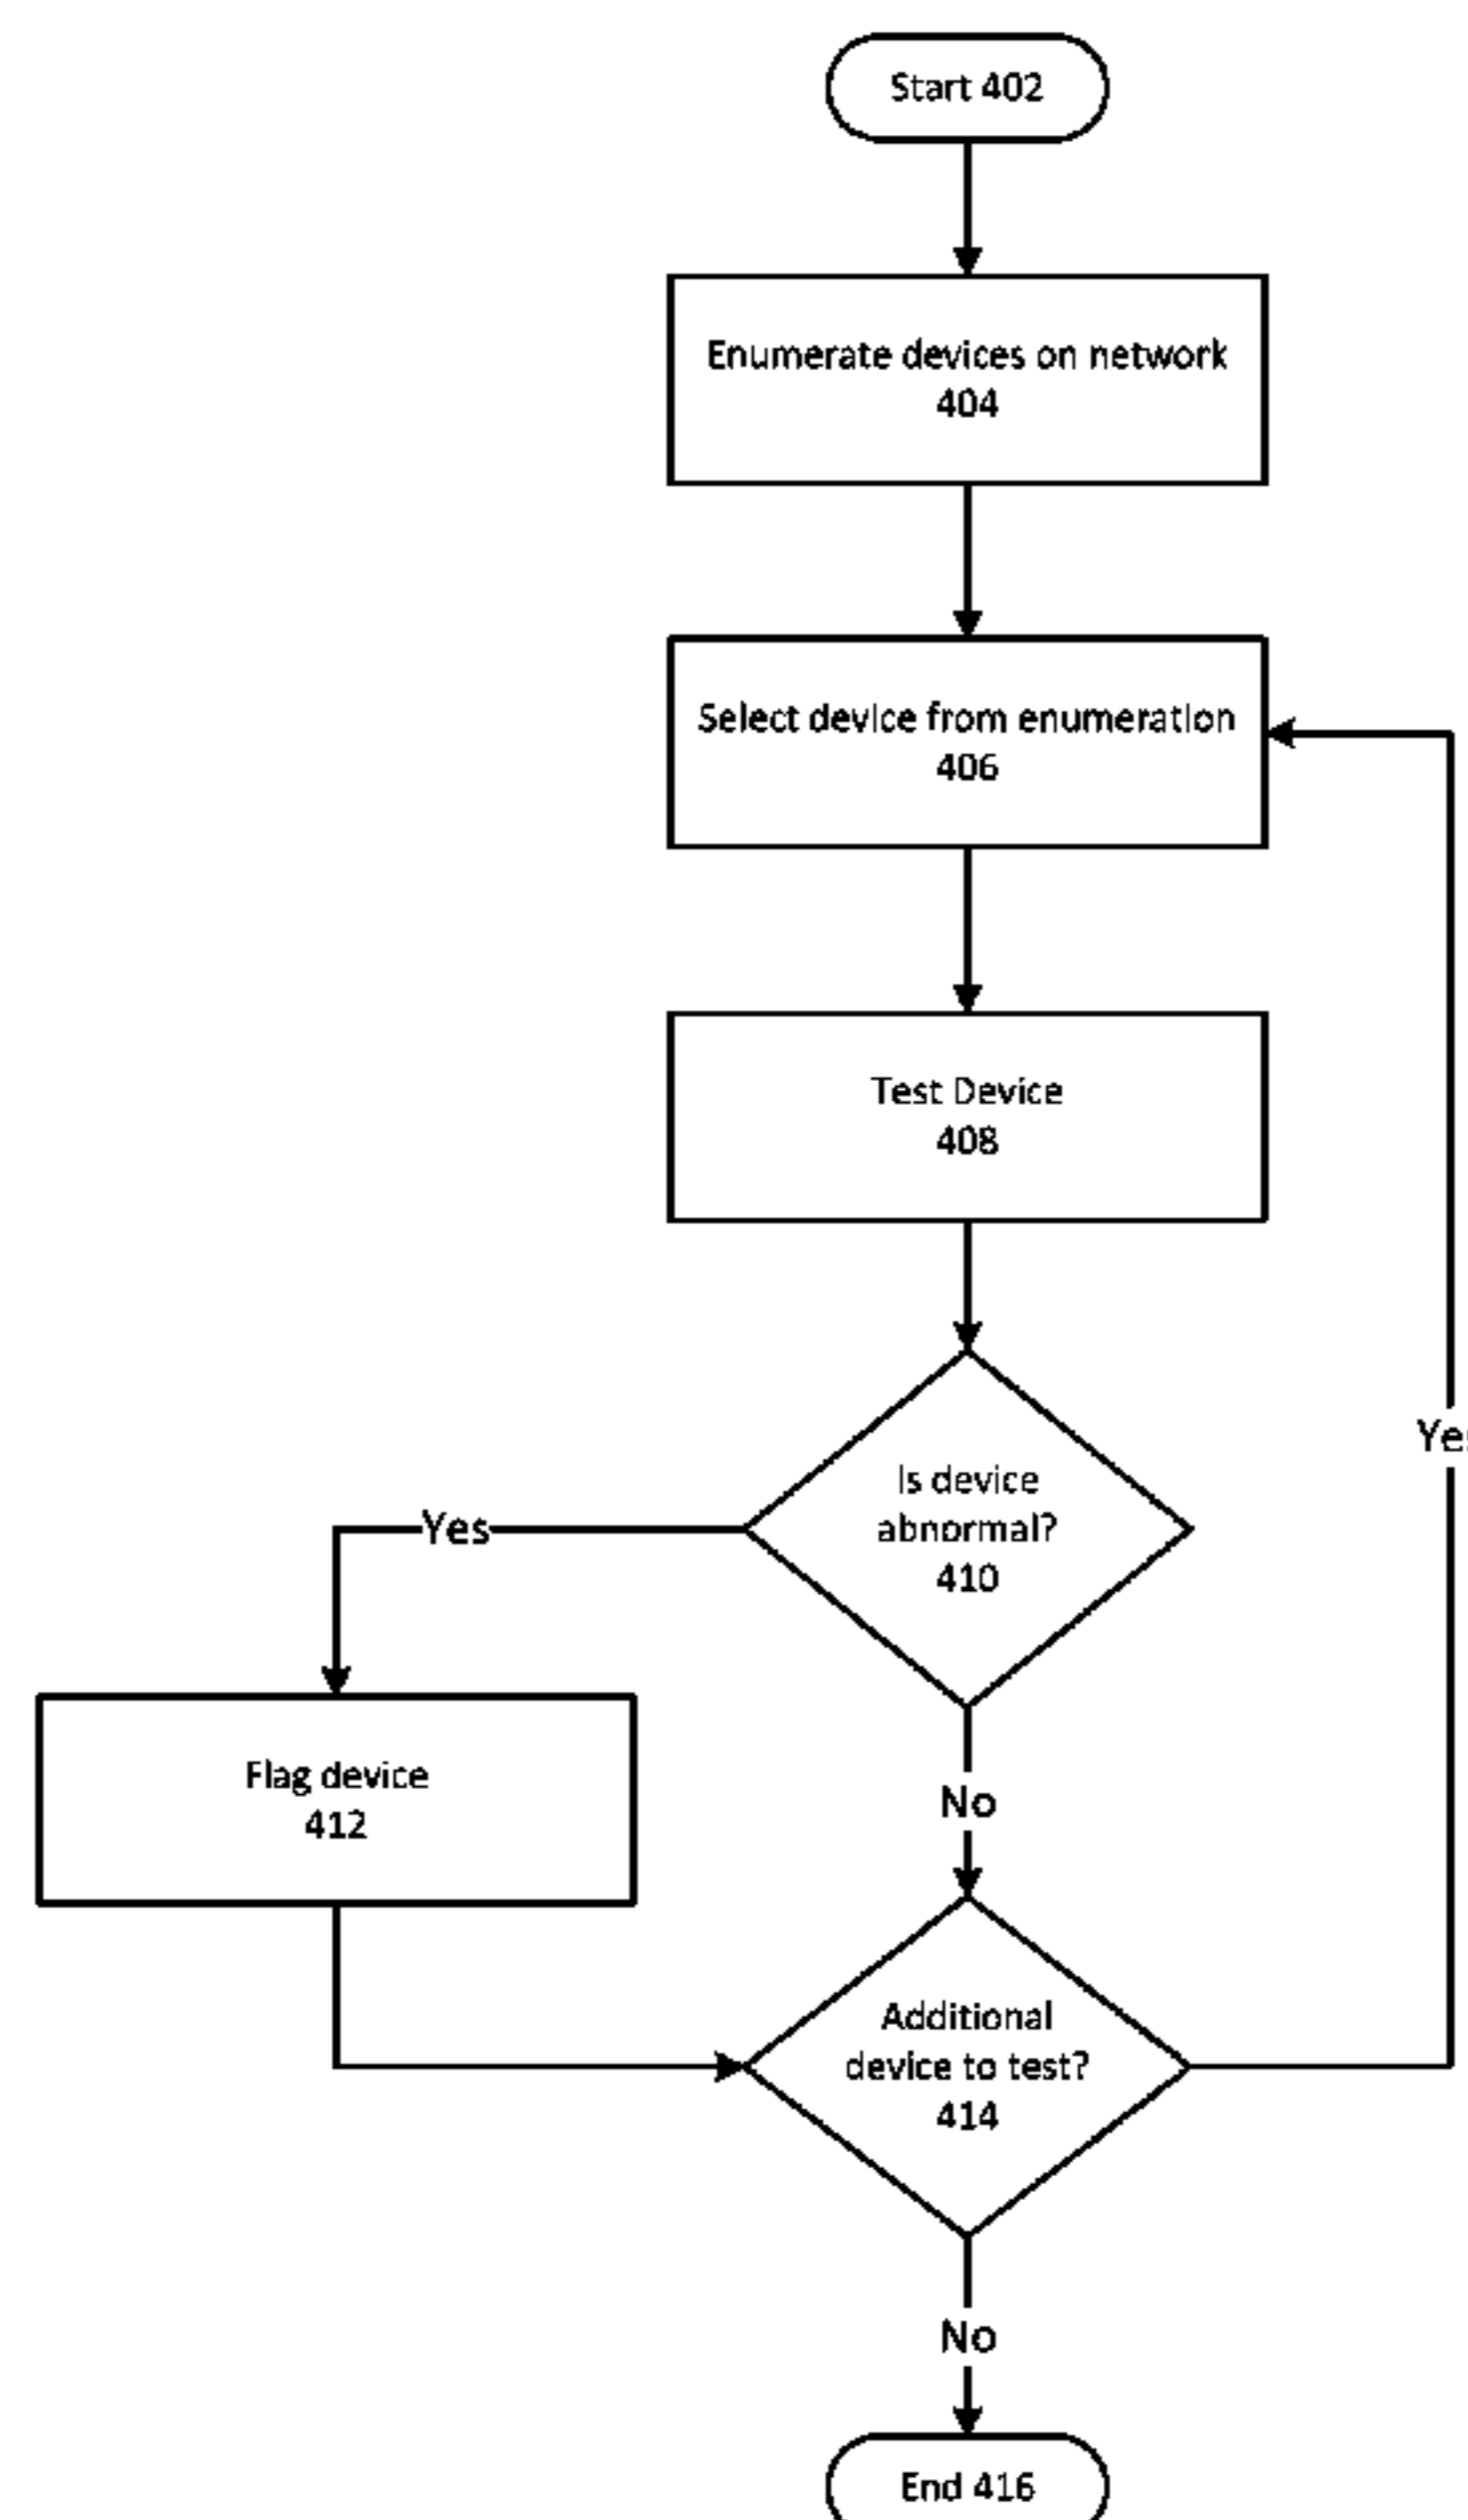 Start 402
Enumerate devices on network
404
Select device from enumeration
406
Test Device
408
Is device
abnormal?
410
Yes
Flag device
412
No
Additional
device to test?
414
Yes
No
End 416